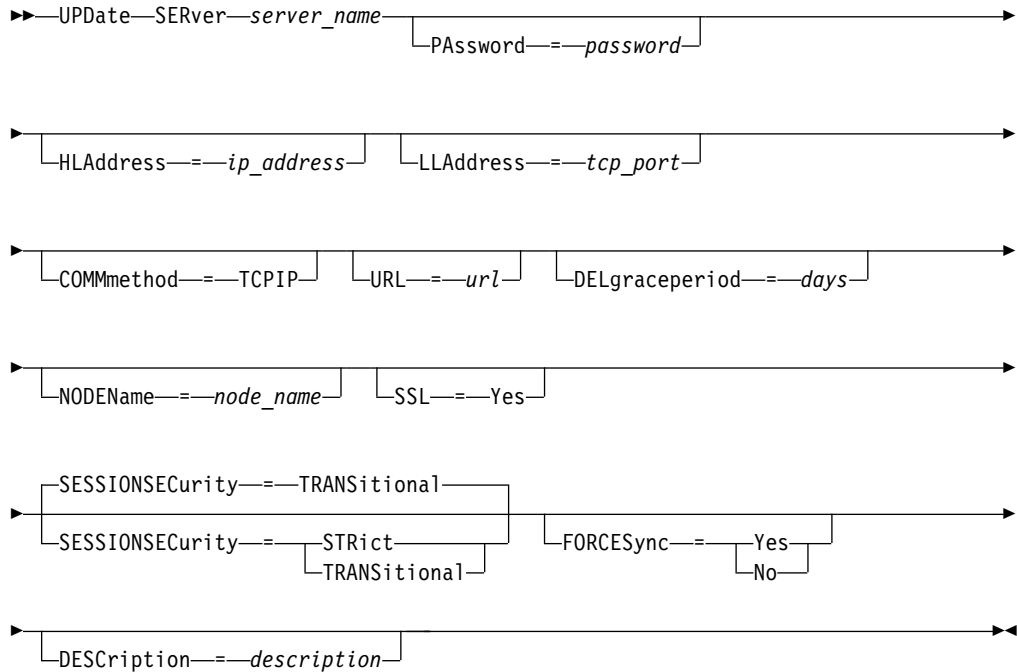 UPDate SERver server_name
PAssword = password
HLAddress = ip_address LLAddress = tcp_port
COMMmethod = TCPIP URL = url DELgraceperiod = days
NODEName = node_name SSL = Yes
SESSIONSECurity = TRANSitional
SESSIONSECurity = STRict FORCESync = Yes
TRANSitional No
DESCription = description